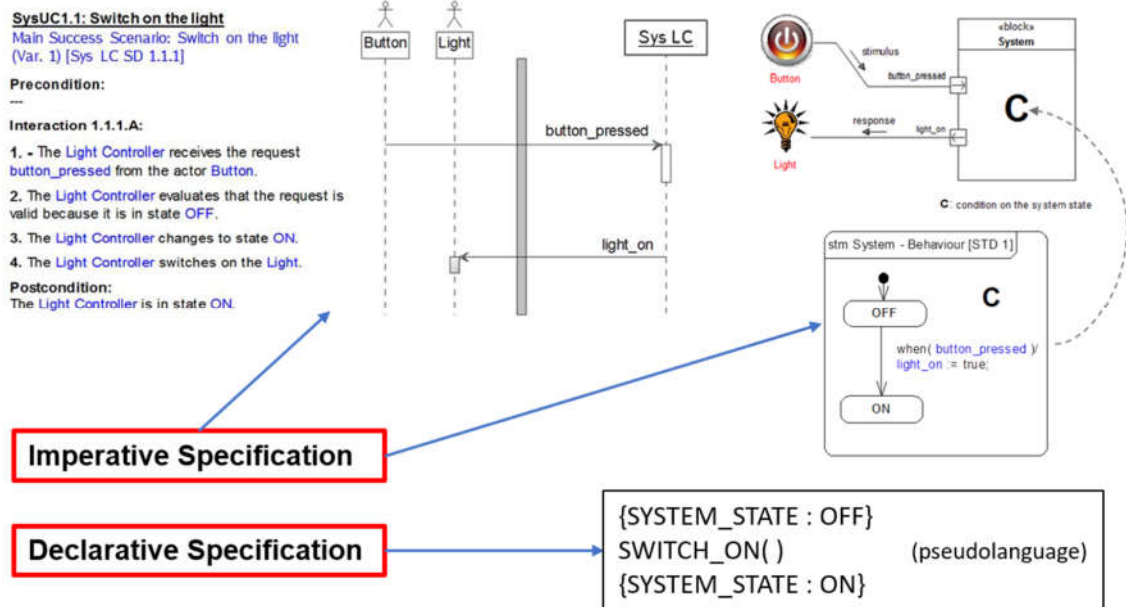 SysUC1.1: Switch on the light
Main Success Scenario: Switch on the light
(Var. 1) [Sys LC SD 1.1.1]
Precondition:
---
Interaction 1.1.1.A:
1. - The Light Controller receives the request
button_pressed from the actor Button.
2. The Light Controller evaluates that the request is
valid because it is in state OFF.
3. The Light Controller changes to state ON.
4. The Light Controller switches on the Light.
Postcondition:
The Light Controller is in state ON.
Button
Light
Sys LC
button_pressed
light_on
«block»
System
stimulus
button_pressed
Button
C
response
light_on
Light
C: condition on the system state
stm System - Behaviour [STD 1]
C
OFF
when( button_pressed )/
light_on := true;
ON
Imperative Specification
Declarative Specification
{SYSTEM_STATE : OFF}
SWITCH_ON( ) (pseudolanguage)
{SYSTEM_STATE : ON}